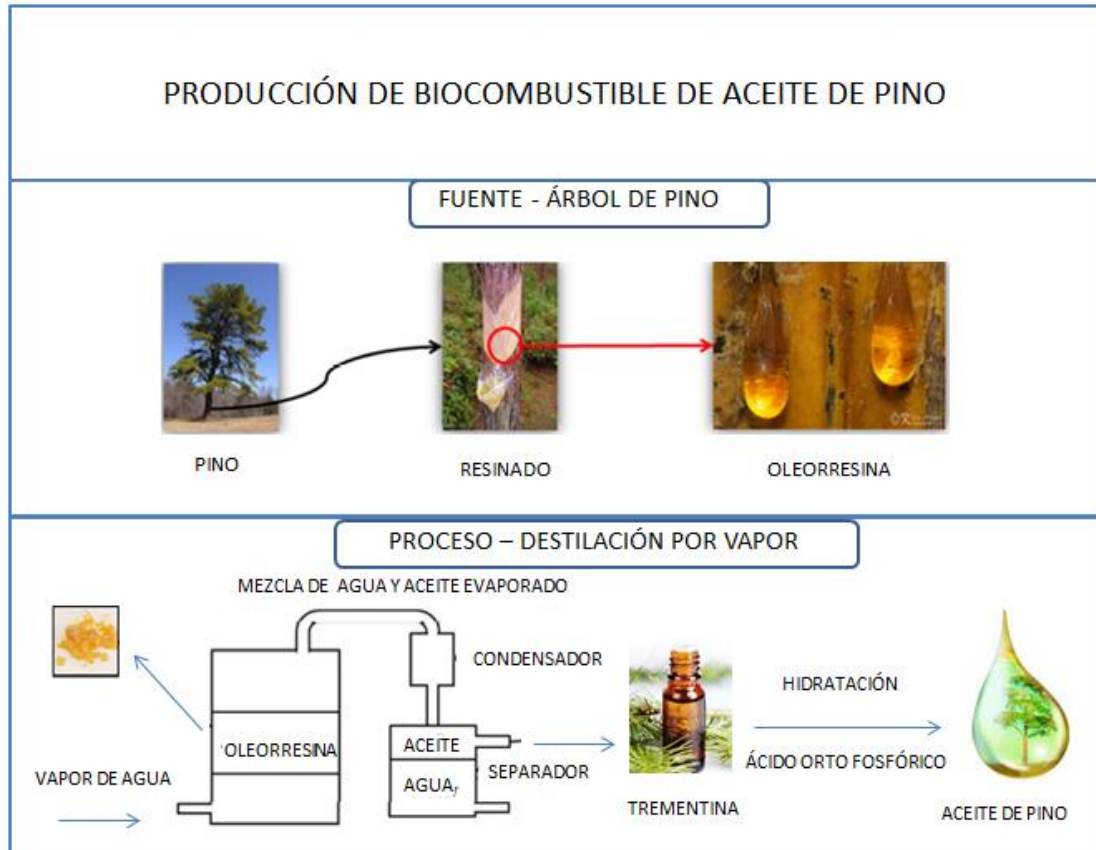 PRODUCCIÓN DE BIOCOMBUSTIBLE DE ACEITE DE PINO
FUENTE - ÁRBOL DE PINO
PINO
RESINADO
OLEORRESINA
PROCESO – DESTILACIÓN POR VAPOR
MEZCLA DE AGUA Y ACEITE EVAPORADO
CONDENSADOR
HIDRATACIÓN
OLEORRESINA
ACEITE
SEPARADOR
AGUA
VAPOR DE AGUA
ÁCIDO ORTO FOSFÓRICO
TREMENTINA
ACEITE DE PINO